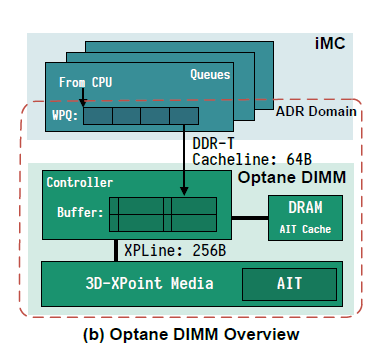 iMC
Queues
From CPU
WPQ:
ADR Domain
DDR-T
Cacheline: 64B
Optane DIMM
Controller
Buffer:
DRAM
AIT Cache
XPLine: 256B
3D-XPoint Media
AIT
(b) Optane DIMM Overview